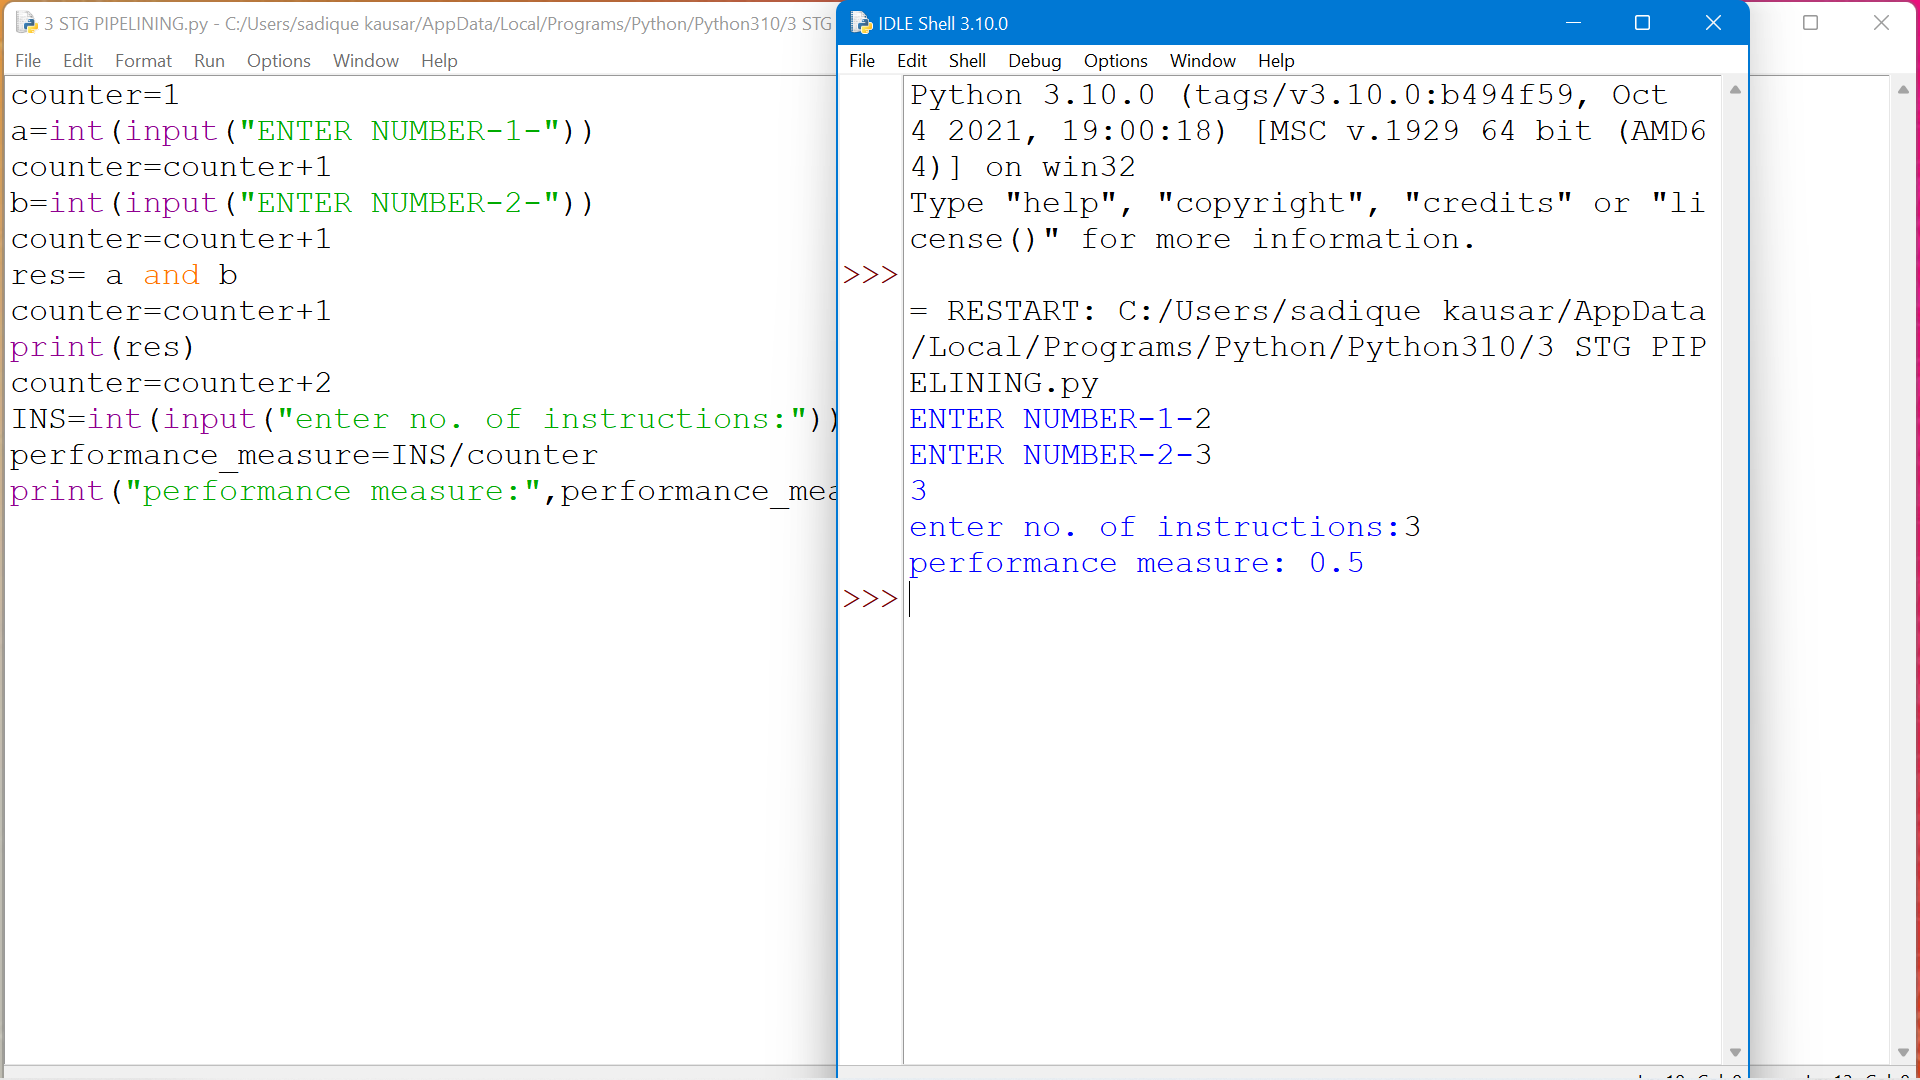 3 STG PIPELINING.py - C:/Users/sadique kausar/AppData/Local/Programs/Python/Python310/3 STG
File Edit Format Run Options Window Help
counter=1
a=int(input("ENTER NUMBER-1-"))
counter=counter+1
b=int(input("ENTER NUMBER-2-"))
counter=counter+1
res= a and b
counter=counter+1
print(res)
counter=counter+2
INS=int(input("enter no. of instructions:"))
performance_measure=INS/counter
print("performance measure:",performance_mea
IDLE Shell 3.10.0
File Edit Shell Debug Options Window Help
Python 3.10.0 (tags/v3.10.0:b494f59, Oct
4 2021, 19:00:18) [MSC v.1929 64 bit (AMD6
4)] on win32
Type "help", "copyright", "credits" or "li
cense()" for more information.
>>>
= RESTART: C:/Users/sadique kausar/AppData
/Local/Programs/Python/Python310/3 STG PIP
ELINING.py
ENTER NUMBER-1-2
ENTER NUMBER-2-3
3
enter no. of instructions:3
performance measure: 0.5
>>>